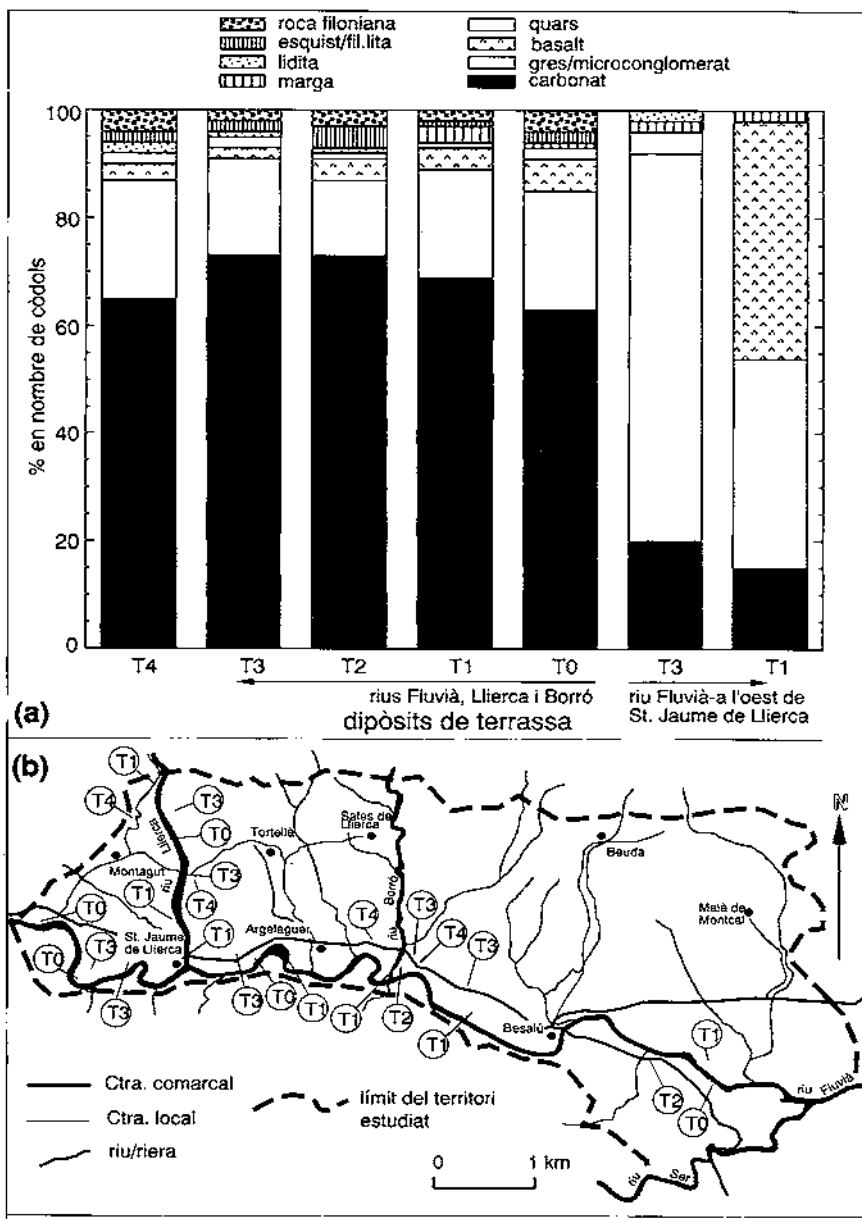 roca filoniana
esquist/fil.lita
lidita
marga
quars
basalt
gres/microconglomerat
carbonat
% en nombre de còdols
100
80
60
40
20
0
T4 T3 T2 T1 T0 T3 T1
rius Fluvià, Llierca i Borró
dipòsits de terrassa
riu Fluvià-a l'oest de
St. Jaume de Llierca
(a)
(b)
T1
T4
T3
T0
Llierca
riu
Montagut
Tortellà
Sales de
Llierca
Beuda
N
T3
T4
T1
T0
Borró
riu
Maià de
Montcal
St. Jaume
de Llierca
T1
Argelaguer
T4
T3
T4
T3
T0
T3
T3
T3
T0
T1
T1
T2
T1
Besalú
T1
T2
T0
riu Fluvià
riu Ser
Ctra. comarcal
Ctra. local
riu/riera
límit del territori
estudiat
0 1 km